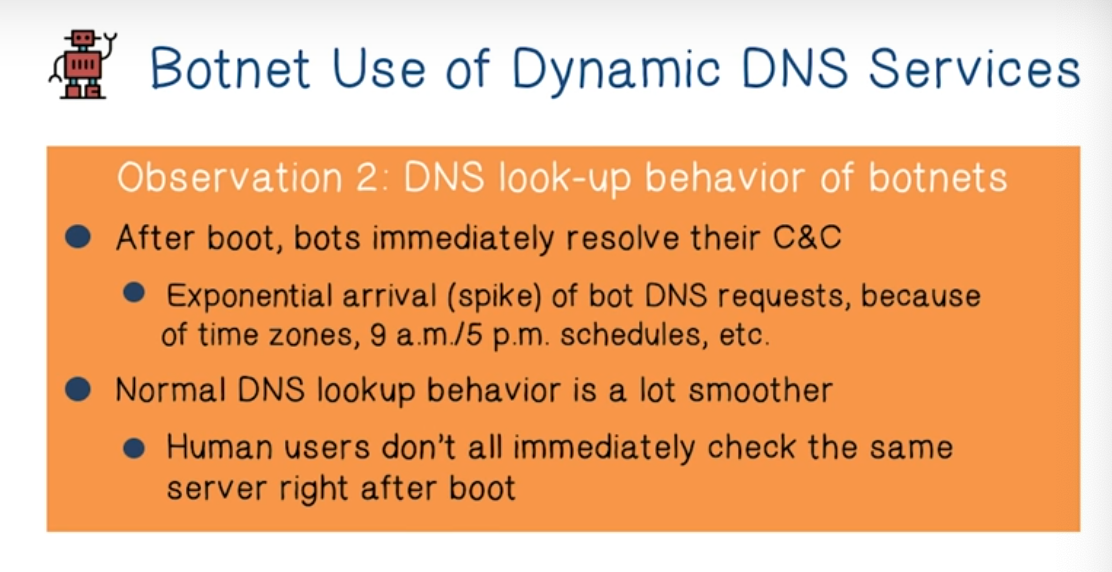 Botnet Use of Dynamic DNS Services
Observation 2: DNS look-up behavior of botnets
After boot, bots immediately resolve their C&C
Exponential arrival (spike) of bot DNS requests, because
of time zones, 9 a.m./5 p.m. schedules, etc.
Normal DNS lookup behavior is a lot smoother
Human users don't all immediately check the same
server right after boot